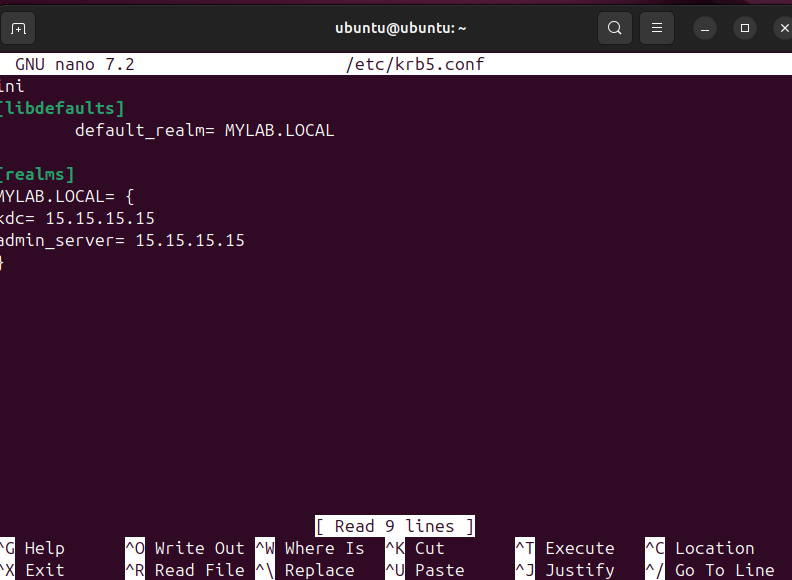 ubuntu@ubuntu: ~
GNU nano 7.2 /etc/krb5.conf
ini
[libdefaults]
default_realm= MYLAB.LOCAL
[realms]
MYLAB.LOCAL= {
kdc= 15.15.15.15
admin_server= 15.15.15.15
}
[ Read 9 lines ]
^G Help ^O Write Out ^W Where Is ^K Cut ^T Execute ^C Location
^X Exit ^R Read File ^\ Replace ^U Paste ^J Justify ^/ Go To Line